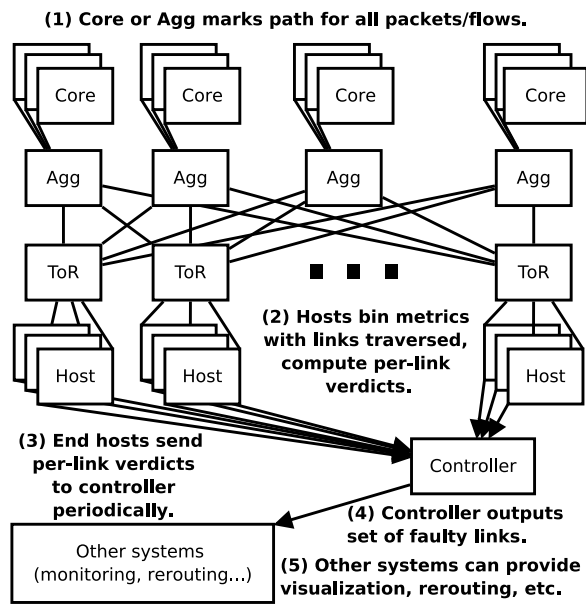 (1) Core or Agg marks path for all packets/flows.
Core
Core
Core
Core
Agg
Agg
Agg
Agg
ToR
ToR
ToR
(2) Hosts bin metrics
with links traversed,
compute per-link
verdicts.
Host
Host
Host
(3) End hosts send
per-link verdicts
to controller
periodically.
Controller
(4) Controller outputs
set of faulty links.
Other systems
(monitoring, rerouting...)
(5) Other systems can provide
visualization, rerouting, etc.